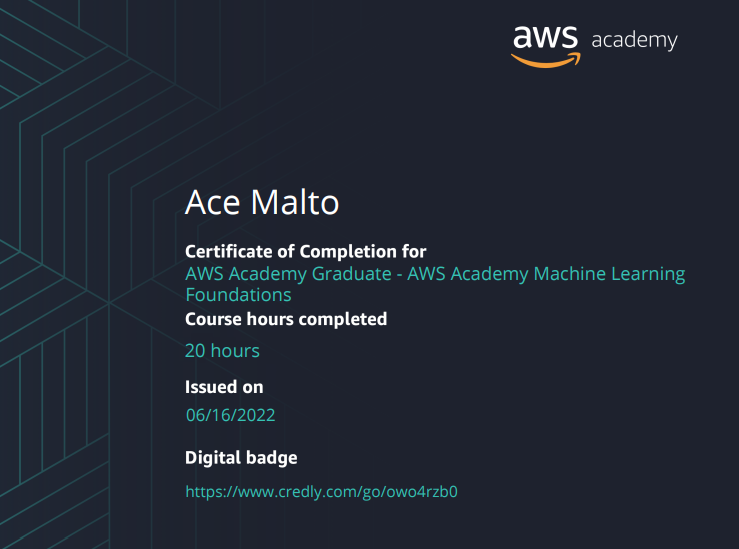 aws academy
Ace Malto
Certificate of Completion for
AWS Academy Graduate - AWS Academy Machine Learning
Foundations
Course hours completed
20 hours
Issued on
06/16/2022
Digital badge
https://www.credly.com/go/owo4rzb0